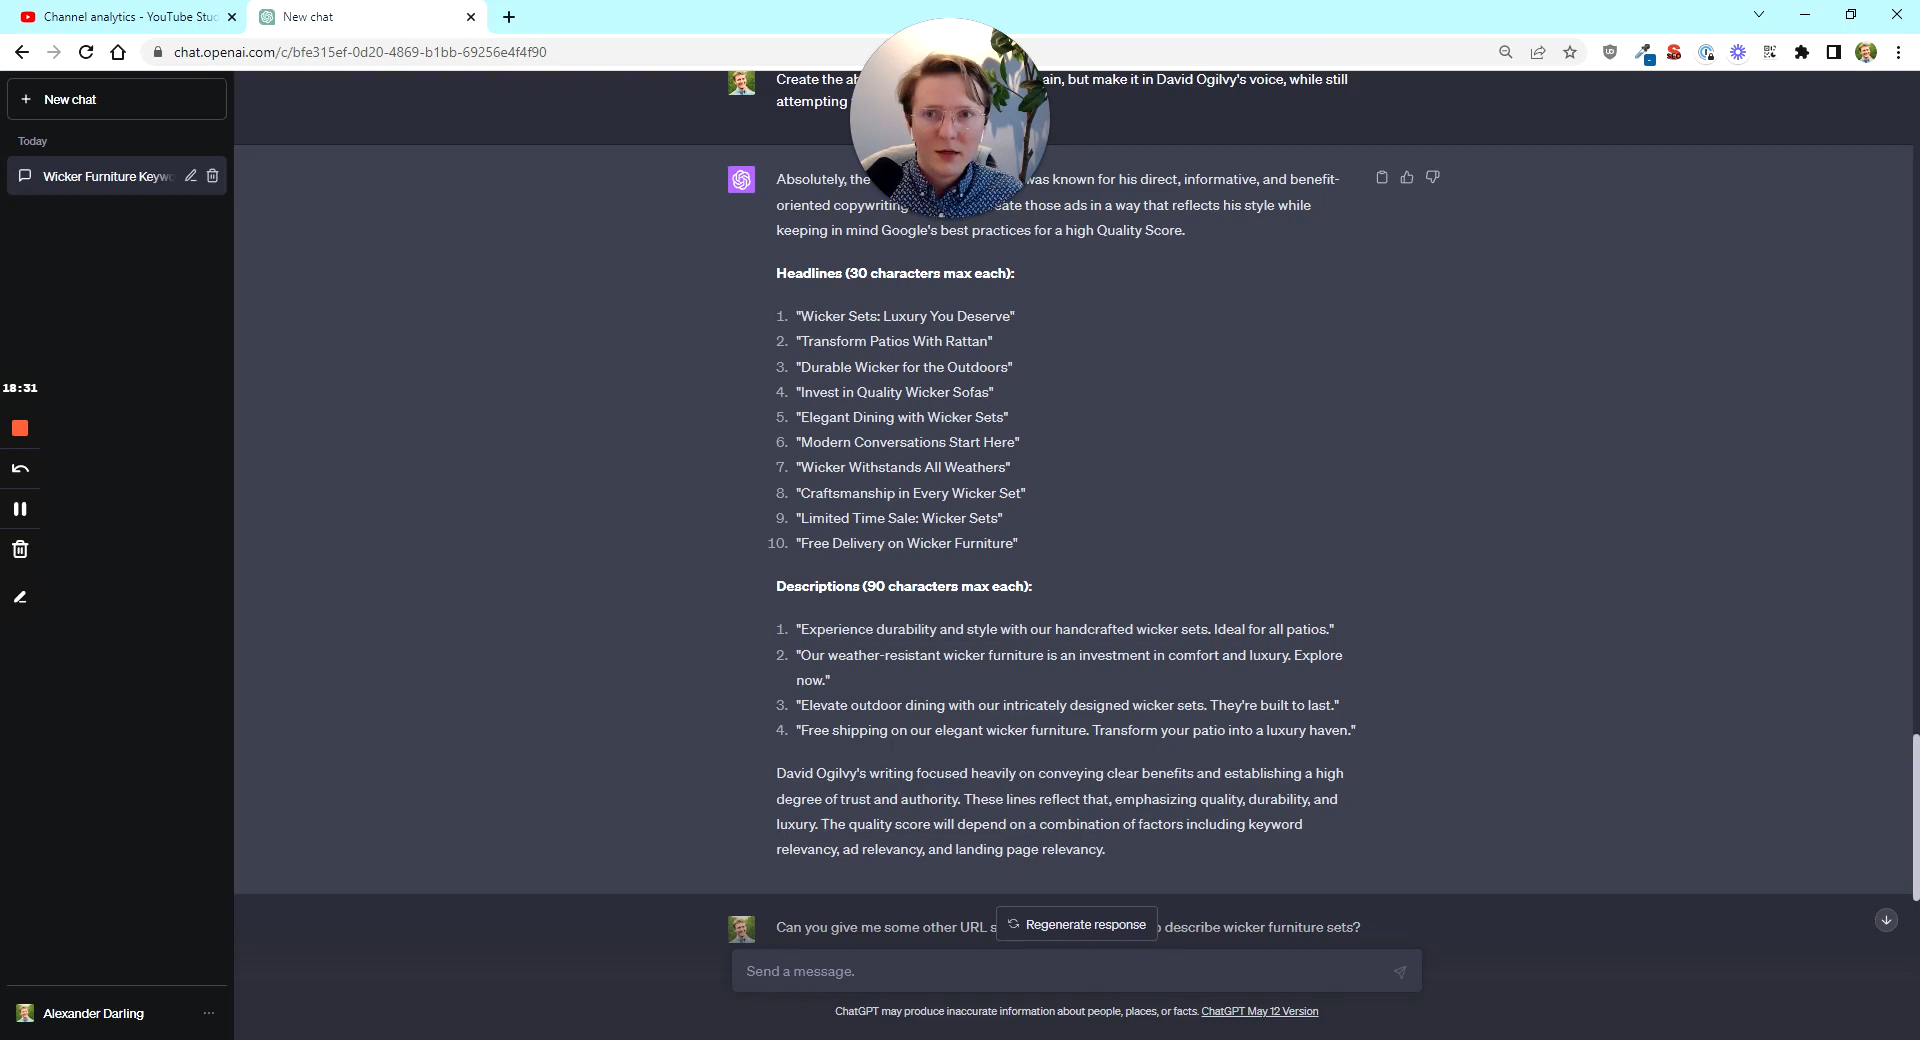 Channel analytics - YouTube Stud
New chat
chat.openai.com/c/bfe315ef-0d20-4869-b1bb-69256e4f4f90
+ New chat
Today
Wicker Furniture Keywo
18:31
Create the ab
ain, but make it in David Ogilvy's voice, while still
attempting
Absolutely, the
was known for his direct, informative, and benefit-
oriented copywriting
ate those ads in a way that reflects his style while
keeping in mind Google's best practices for a high Quality Score.
Headlines (30 characters max each):
1. "Wicker Sets: Luxury You Deserve"
2. "Transform Patios With Rattan"
3. "Durable Wicker for the Outdoors"
4. "Invest in Quality Wicker Sofas"
5. "Elegant Dining with Wicker Sets"
6. "Modern Conversations Start Here"
7. "Wicker Withstands All Weathers"
8. "Craftsmanship in Every Wicker Set"
9. "Limited Time Sale: Wicker Sets"
10. "Free Delivery on Wicker Furniture"
Descriptions (90 characters max each):
1. "Experience durability and style with our handcrafted wicker sets. Ideal for all patios."
2. "Our weather-resistant wicker furniture is an investment in comfort and luxury. Explore
now."
3. "Elevate outdoor dining with our intricately designed wicker sets. They're built to last."
4. "Free shipping on our elegant wicker furniture. Transform your patio into a luxury haven."
David Ogilvy's writing focused heavily on conveying clear benefits and establishing a high
degree of trust and authority. These lines reflect that, emphasizing quality, durability, and
luxury. The quality score will depend on a combination of factors including keyword
relevancy, ad relevancy, and landing page relevancy.
Can you give me some other URL s
describe wicker furniture sets?
Regenerate response
Send a message.
ChatGPT may produce inaccurate information about people, places, or facts. ChatGPT May 12 Version
Alexander Darling